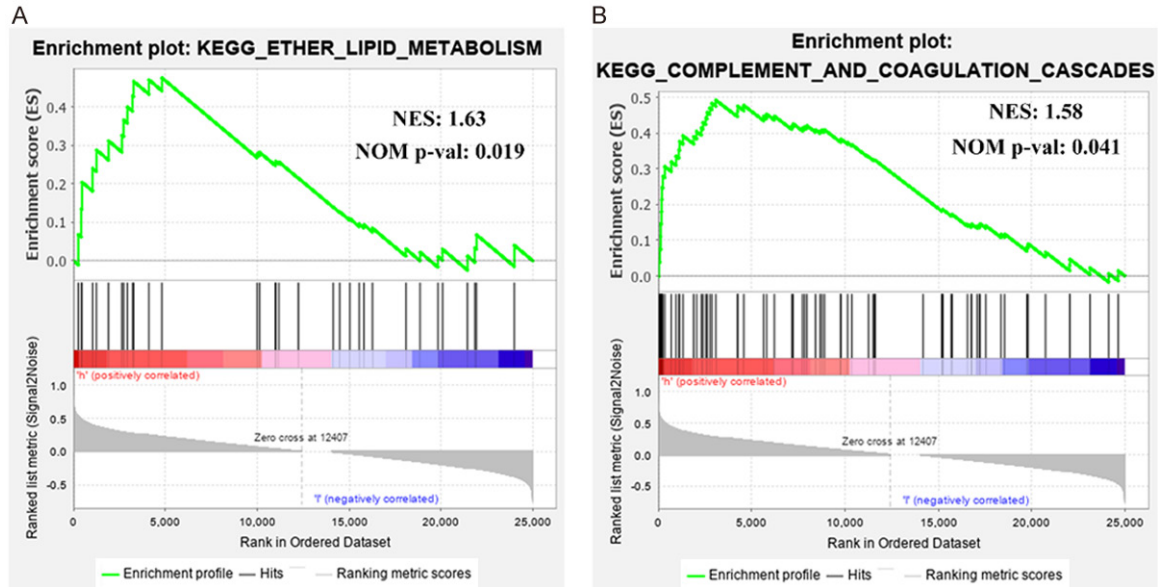 A
Enrichment plot: KEGG_ETHER_LIPID_METABOLISM
NES: 1.63
NOM p-val: 0.019
Enrichment score (ES)
0.4
0.3
0.2
0.1
0.0
'h' (positively correlated)
Ranked list metric (Signal2Noise)
1.0
0.5
0.0
-0.5
Zero cross at 12407
'l' (negatively correlated)
0
5,000
10,000
15,000
20,000
25,000
Rank in Ordered Dataset
Enrichment profile
Hits
Ranking metric scores
B
Enrichment plot:
KEGG_COMPLEMENT_AND_COAGULATION_CASCADES
NES: 1.58
NOM p-val: 0.041
Enrichment score (ES)
0.5
0.4
0.3
0.2
0.1
0.0
'h' (positively correlated)
Ranked list metric (Signal2Noise)
1.0
0.5
0.0
-0.5
Zero cross at 12407
'l' (negatively correlated)
0
5,000
10,000
15,000
20,000
25,000
Rank in Ordered Dataset
Enrichment profile
Hits
Ranking metric scores